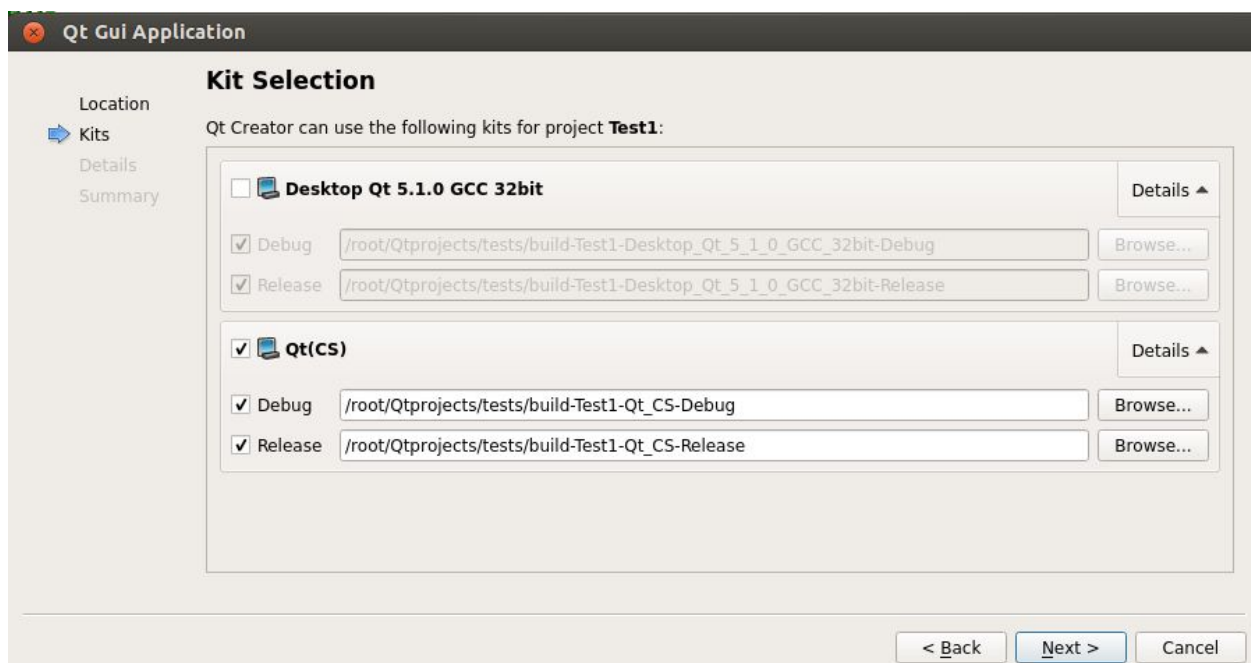 Qt Gui Application
Location
Kits
Details
Summary
Kit Selection
Qt Creator can use the following kits for project Test1:
Desktop Qt 5.1.0 GCC 32bit
Details
Debug /root/Qtprojects/tests/build-Test1-Desktop_Qt_5_1_0_GCC_32bit-Debug Browse...
Release /root/Qtprojects/tests/build-Test1-Desktop_Qt_5_1_0_GCC_32bit-Release Browse...
Qt(CS)
Details
Debug /root/Qtprojects/tests/build-Test1-Qt_CS-Debug Browse...
Release /root/Qtprojects/tests/build-Test1-Qt_CS-Release Browse...
< Back Next > Cancel